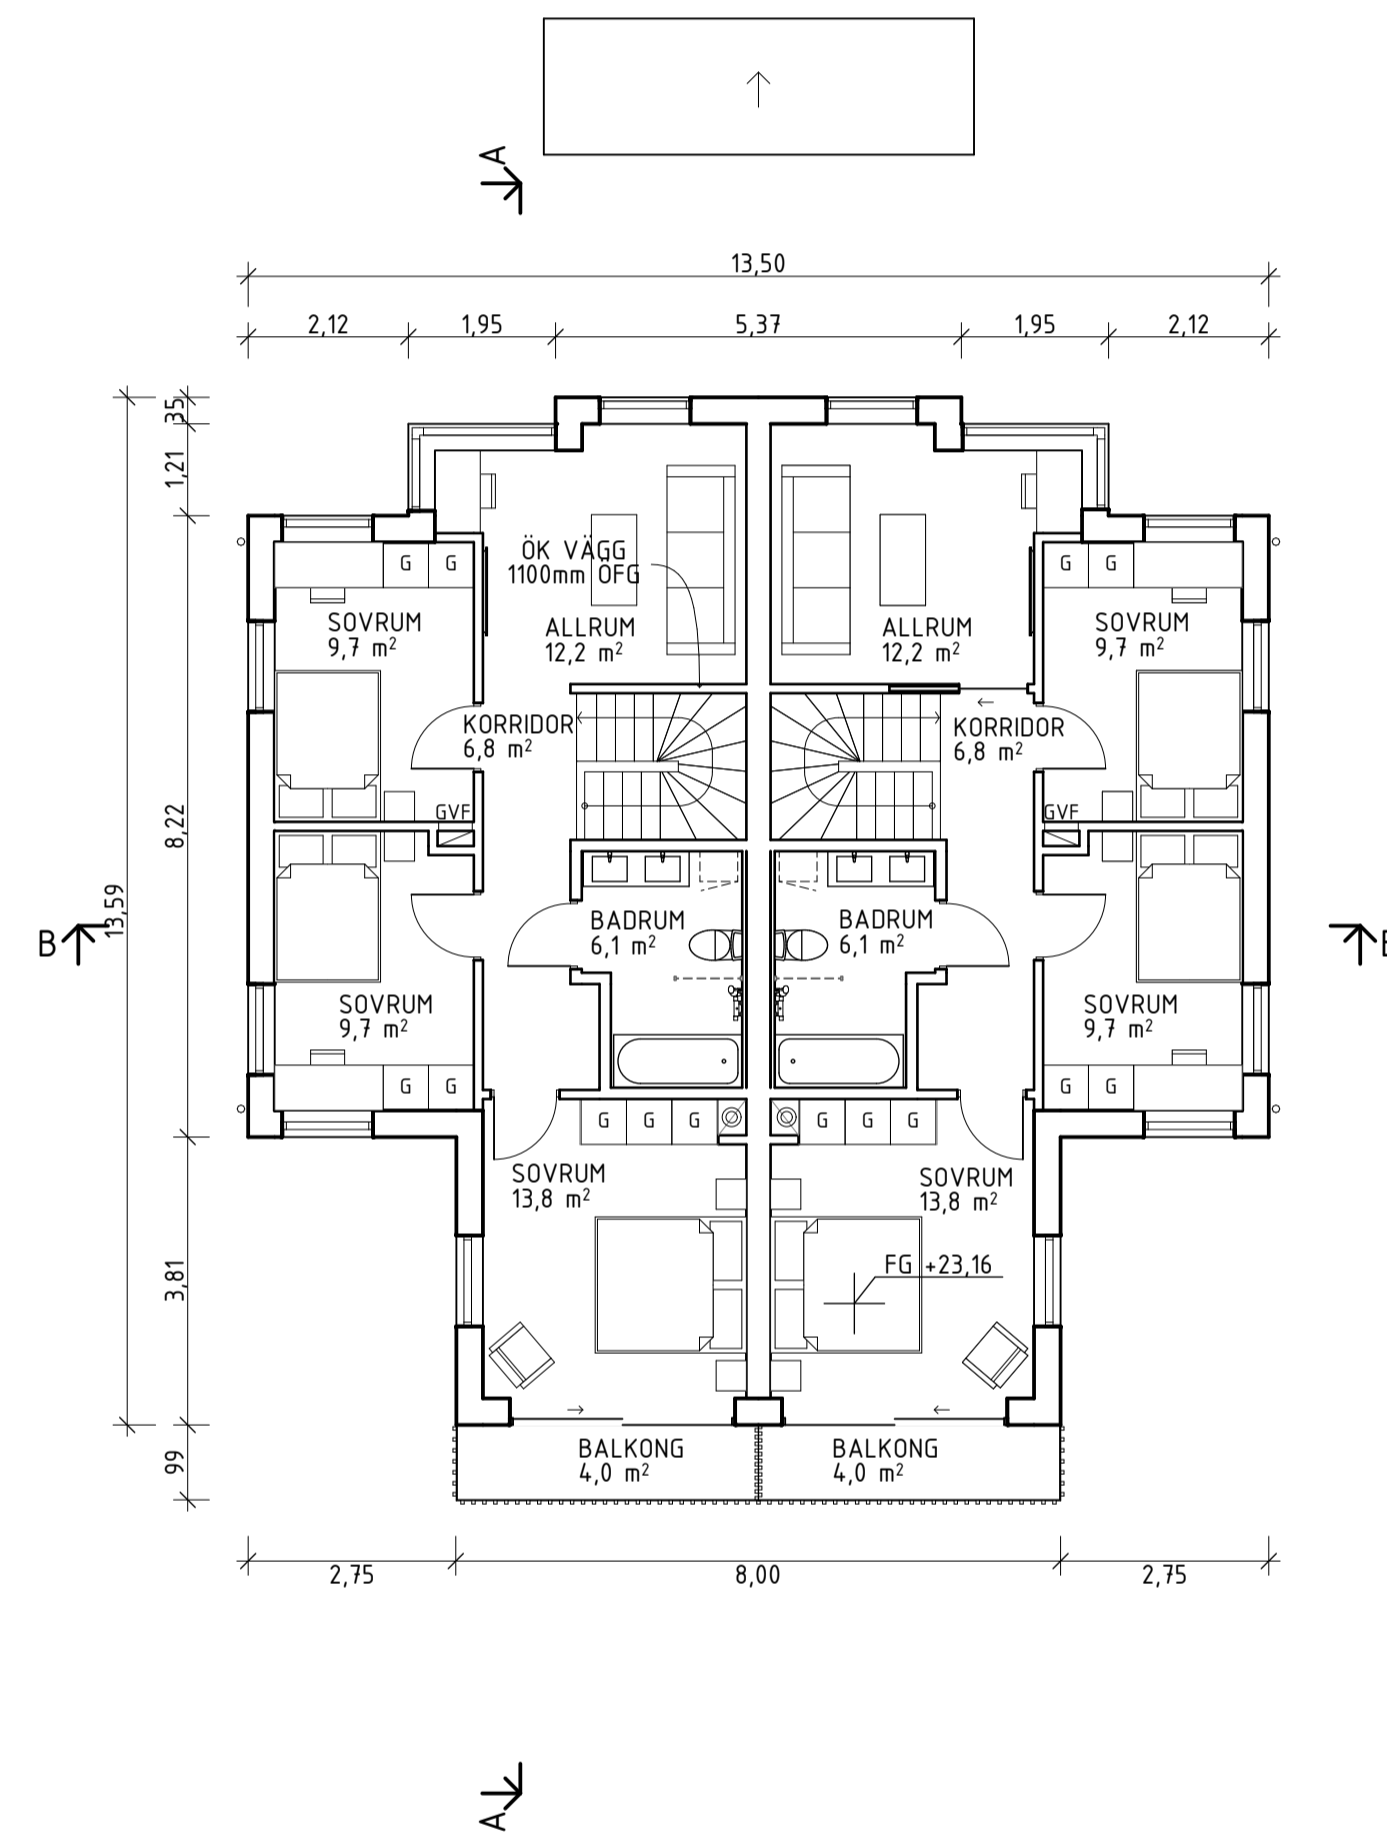 A
13,50
2,12
1,95
5,37
1,95
2,12
35
1,21
8,22
13,59
3,81
99
G G
G G
ÖK VÄGG
1100mm ÖFG
SOVRUM
9,7 m²
ALLRUM
12,2 m²
ALLRUM
12,2 m²
SOVRUM
9,7 m²
KORRIDOR
6,8 m²
KORRIDOR
6,8 m²
GVF
GVF
B
BADRUM
6,1 m²
BADRUM
6,1 m²
SOVRUM
9,7 m²
SOVRUM
9,7 m²
G G
G G
G G G
G G G
SOVRUM
13,8 m²
SOVRUM
13,8 m²
FG +23,16
BALKONG
4,0 m²
BALKONG
4,0 m²
2,75
8,00
2,75
A